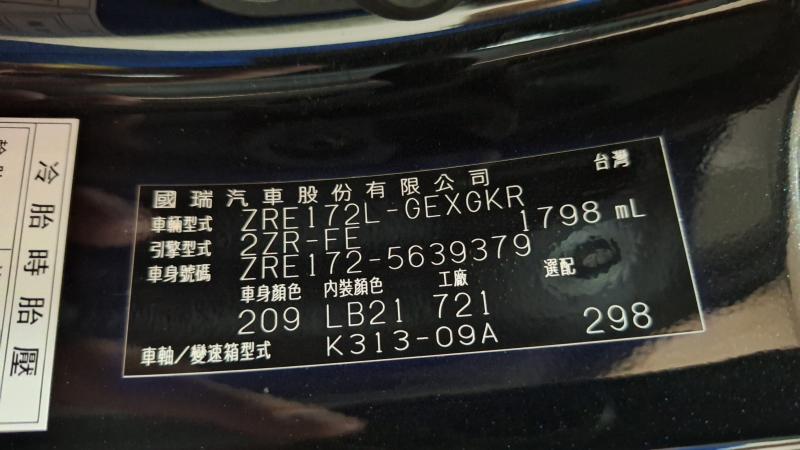 冷胎時胎壓
國瑞汽車股份有限公司 台灣
車輛型式 ZRE172L-GEXGKR
引擎型式 2ZR-FE 1798 mL
車身號碼 ZRE172-5639379
車身顏色 內裝顏色 工廠 選配
209 LB21 721 298
車軸/變速箱型式 K313-09A